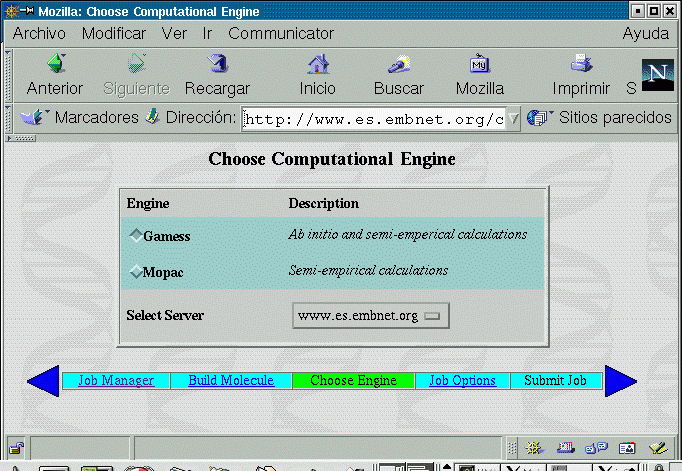 Mozilla: Choose Computational Engine
Archivo Modificar Ver Ir Communicator Ayuda
Anterior Siguiente Recargar Inicio Buscar Mozilla Imprimir S N
My
Marcadores Dirección: http://www.es.embnet.org/c Sitios parecidos
Choose Computational Engine
Engine Description
Gamess Ab initio and semi-emperical calculations
Mopac Semi-empirical calculations
Select Server www.es.embnet.org
Job Manager Build Molecule Choose Engine Job Options Submit Job